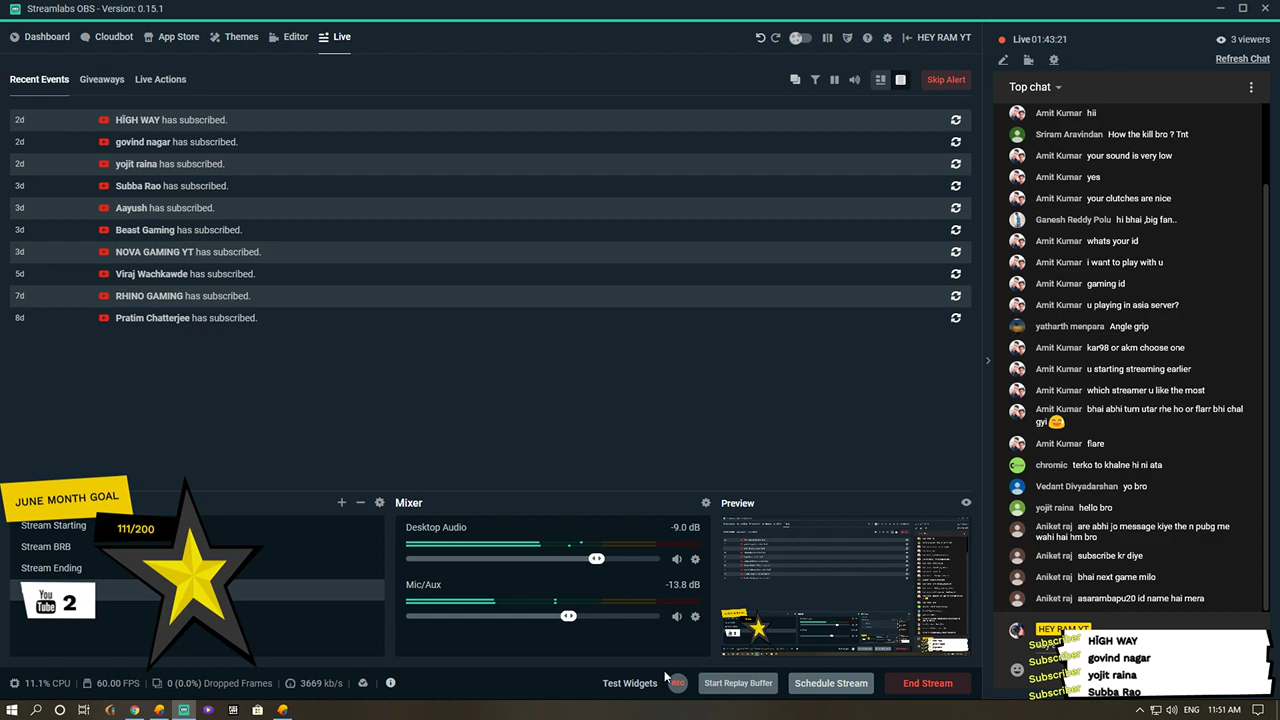 Streamlabs OBS - Version: 0.15.1
Dashboard
Cloudbot
App Store
Themes
Editor
Live
HEY RAM YT
Recent Events
Giveaways
Live Actions
Skip Alert
2d HİGH WAY has subscribed.
2d govind nagar has subscribed.
2d yojit raina has subscribed.
3d Subba Rao has subscribed.
3d Aayush has subscribed.
3d Beast Gaming has subscribed.
3d NOVA GAMING YT has subscribed.
5d Viraj Wachkawde has subscribed.
7d RHINO GAMING has subscribed.
8d Pratim Chatterjee has subscribed.
Live 01:43:21
3 viewers
Refresh Chat
Top chat
Amit Kumar hii
Sriram Aravindan How the kill bro ? Tnt
Amit Kumar your sound is very low
Amit Kumar yes
Amit Kumar your clutches are nice
Ganesh Reddy Polu hi bhai ,big fan..
Amit Kumar whats your id
Amit Kumar i want to play with u
Amit Kumar gaming id
Amit Kumar u playing in asia server?
yatharth menpara Angle grip
Amit Kumar kar98 or akm choose one
Amit Kumar u starting streaming earlier
Amit Kumar which streamer u like the most
Amit Kumar bhai abhi tum utar rhe ho or flarr bhi chal
gyi
Amit Kumar flare
chromic terko to khalne hi ni ata
Vedant Divyadarshan yo bro
yojit raina hello bro
Aniket raj are abhi jo message kiye the n pubg me
wahi hai hm bro
Aniket raj subscribe kr diye
Aniket raj bhai next game milo
Aniket raj asarambapu20 id name hai mera
HEY RAM YT
Subscriber HİGH WAY
Subscriber govind nagar
Subscriber yojit raina
Subscriber Subba Rao
JUNE MONTH GOAL
111/200
eam Starting
You
Tube 2
Mixer
Desktop Audio -9.0 dB
Mic/Aux -13.8 dB
Preview
11.1% CPU
60.00 FPS
0 (0.0%) Dropped Frames
kb/s
Test Widgets
REC
Start Replay Buffer
Schedule Stream
End Stream
ENG
11:51 AM